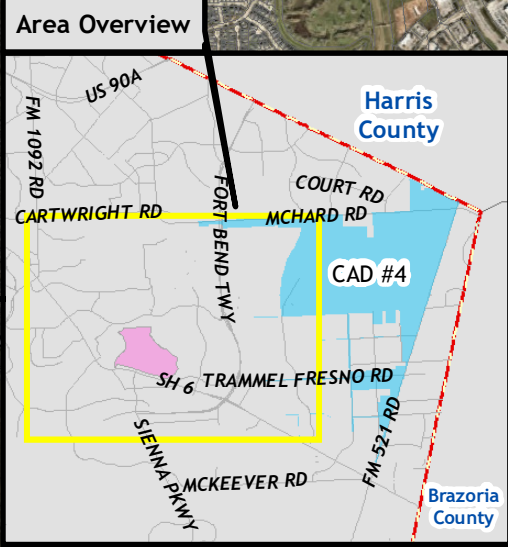 Area Overview
US 90A
FM 1092 RD
Harris
County
COURT RD
CARTWRIGHT RD
MCHARD RD
FORT BEND TWY
CAD #4
SH 6
TRAMMEL FRESNO RD
SIENNA PKWY
FM 521 RD
MCKEEVER RD
Brazoria
County